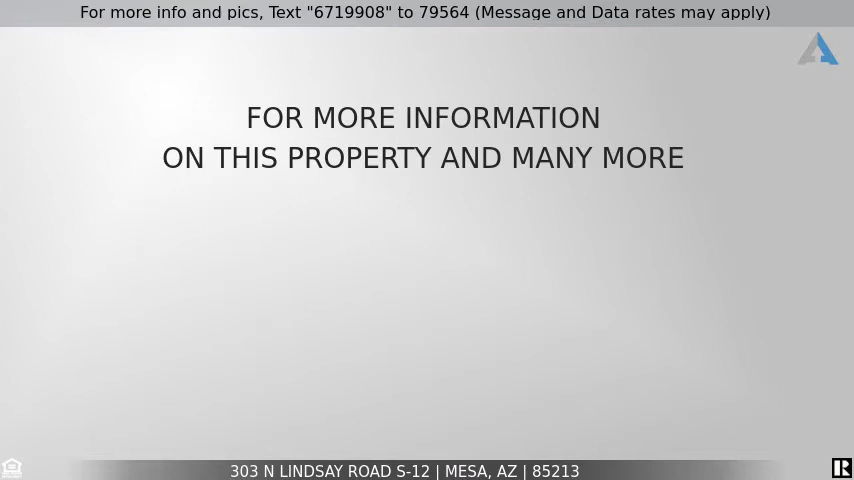 For more info and pics, Text "6719908" to 79564 (Message and Data rates may apply)
FOR MORE INFORMATION
ON THIS PROPERTY AND MANY MORE
303 N LINDSAY ROAD S-12 | MESA, AZ | 85213